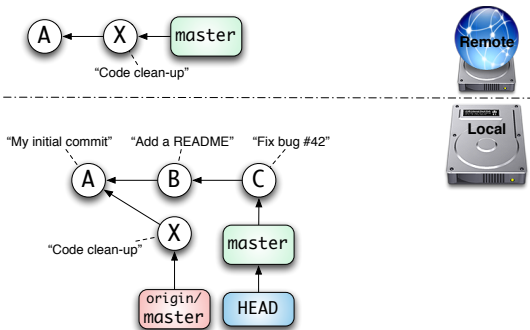 A
X
master
Remote
“Code clean-up”
Local
“My initial commit”
“Add a README”
“Fix bug #42”
A
B
C
X
“Code clean-up”
master
origin/
master
HEAD